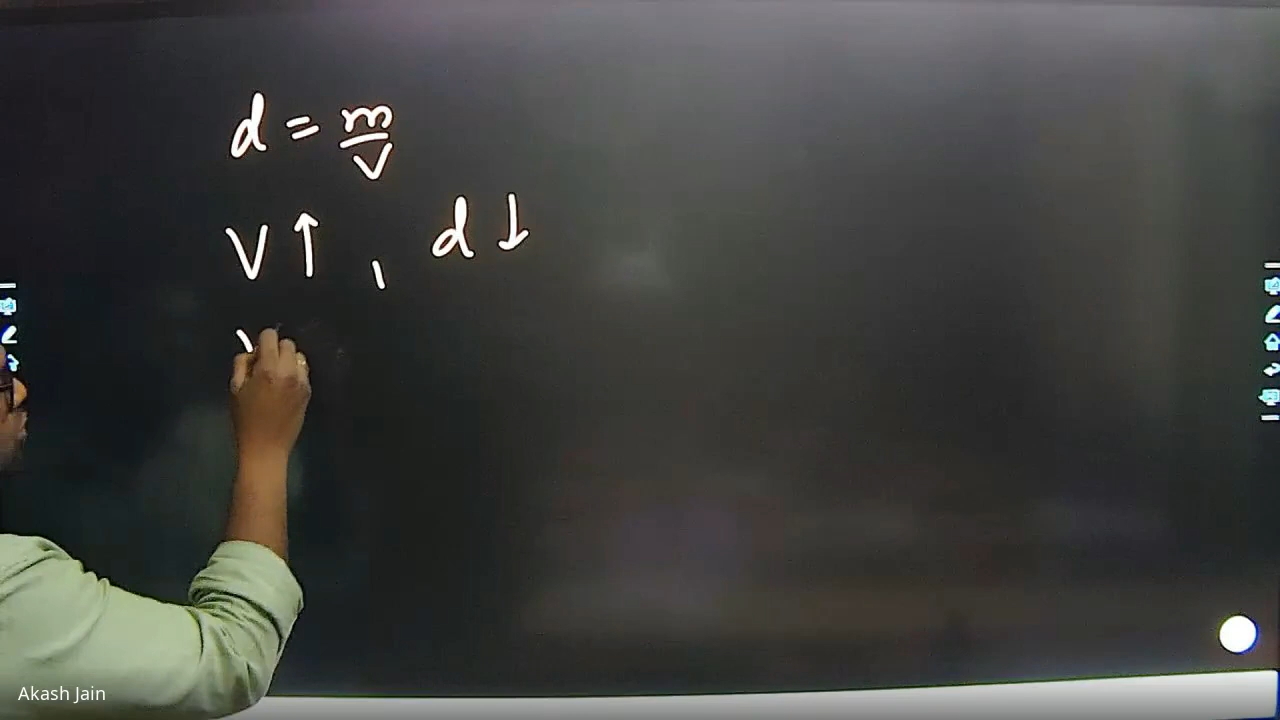 d = m/V
V ↑ , d ↓
Akash Jain